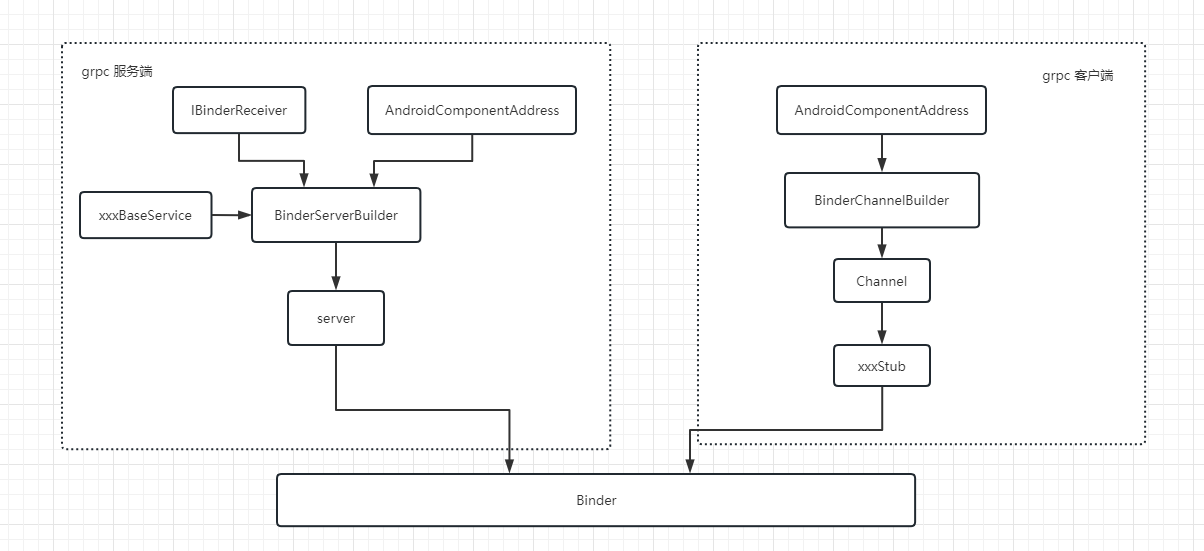 grpc 服务端
IBinderReceiver
AndroidComponentAddress
xxxBaseService
BinderServerBuilder
server
grpc 客户端
AndroidComponentAddress
BinderChannelBuilder
Channel
xxxStub
Binder